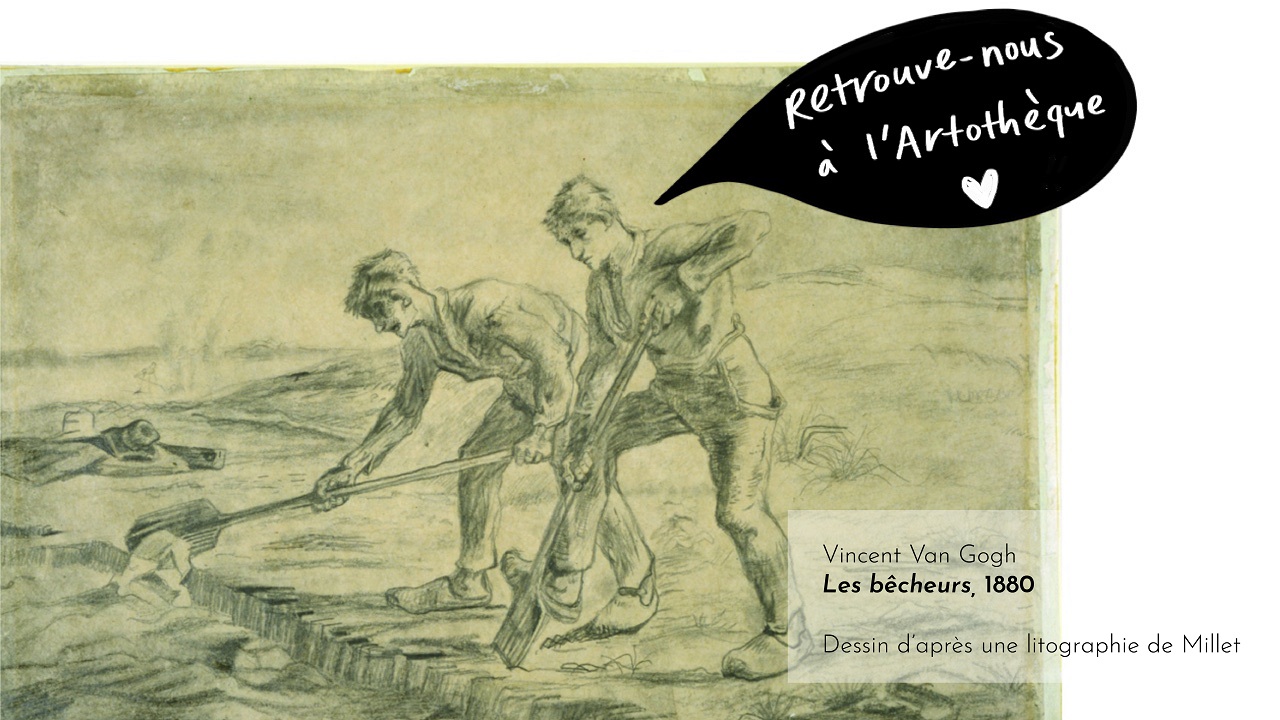 Retrouve-nous
à l'Artothèque
Vincent Van Gogh
Les bêcheurs, 1880
Dessin d'après une litographie de Millet